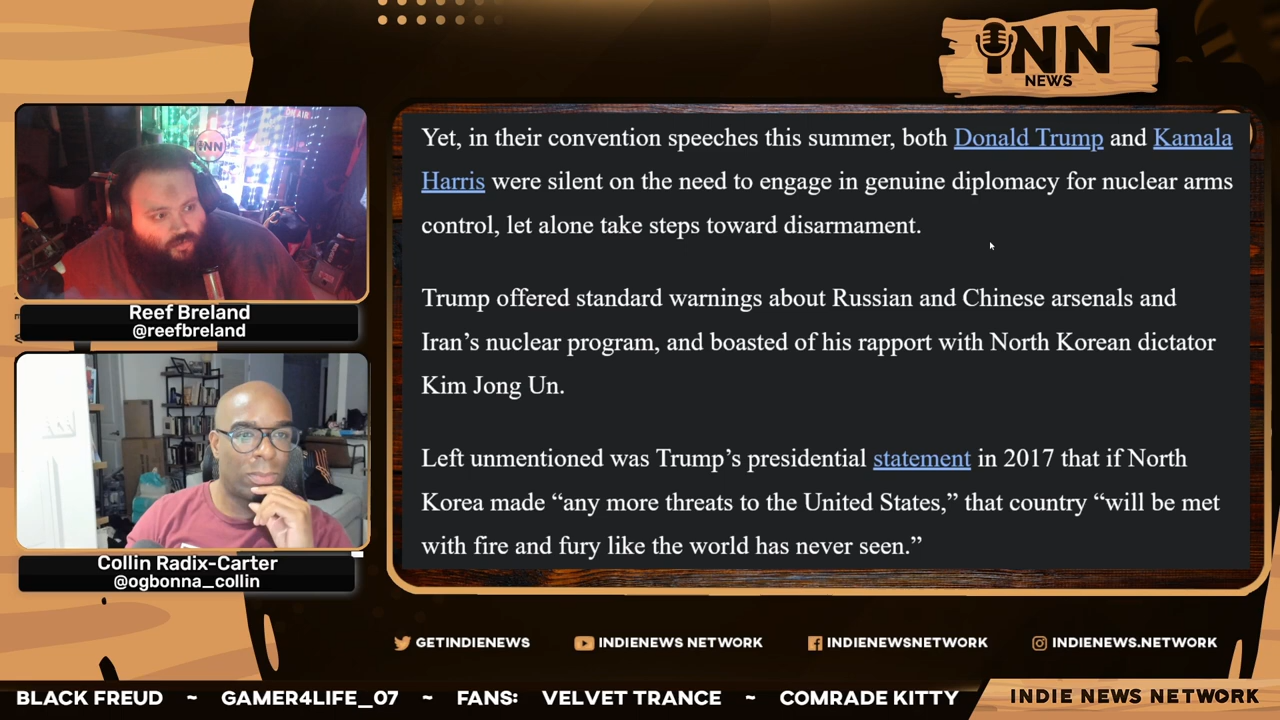 INN
NEWS
INN
Reef Breland
@reefbreland
Collin Radix-Carter
@ogbonna_collin
Yet, in their convention speeches this summer, both Donald Trump and Kamala
Harris were silent on the need to engage in genuine diplomacy for nuclear arms
control, let alone take steps toward disarmament.
Trump offered standard warnings about Russian and Chinese arsenals and
Iran’s nuclear program, and boasted of his rapport with North Korean dictator
Kim Jong Un.
Left unmentioned was Trump’s presidential statement in 2017 that if North
Korea made “any more threats to the United States,” that country “will be met
with fire and fury like the world has never seen.”
GETINDIENEWS INDIENEWS NETWORK INDIENEWSNETWORK INDIENEWS.NETWORK
BLACK FREUD ~ GAMER4LIFE_07 ~ FANS: VELVET TRANCE ~ COMRADE KITTY
INDIE NEWS NETWORK